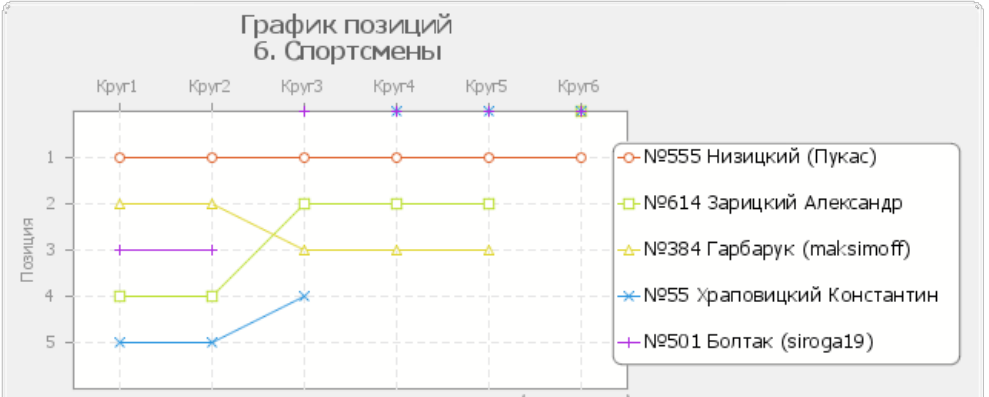 График позиций
6. Спортсмены
Круг1 Круг2 Круг3 Круг4 Круг5 Круг6
Позиция
1
2
3
4
5
№555 Низицкий (Пукас)
№614 Зарицкий Александр
№384 Гарбарук (maksimoff)
№55 Храповицкий Константин
№501 Болтак (siroga19)